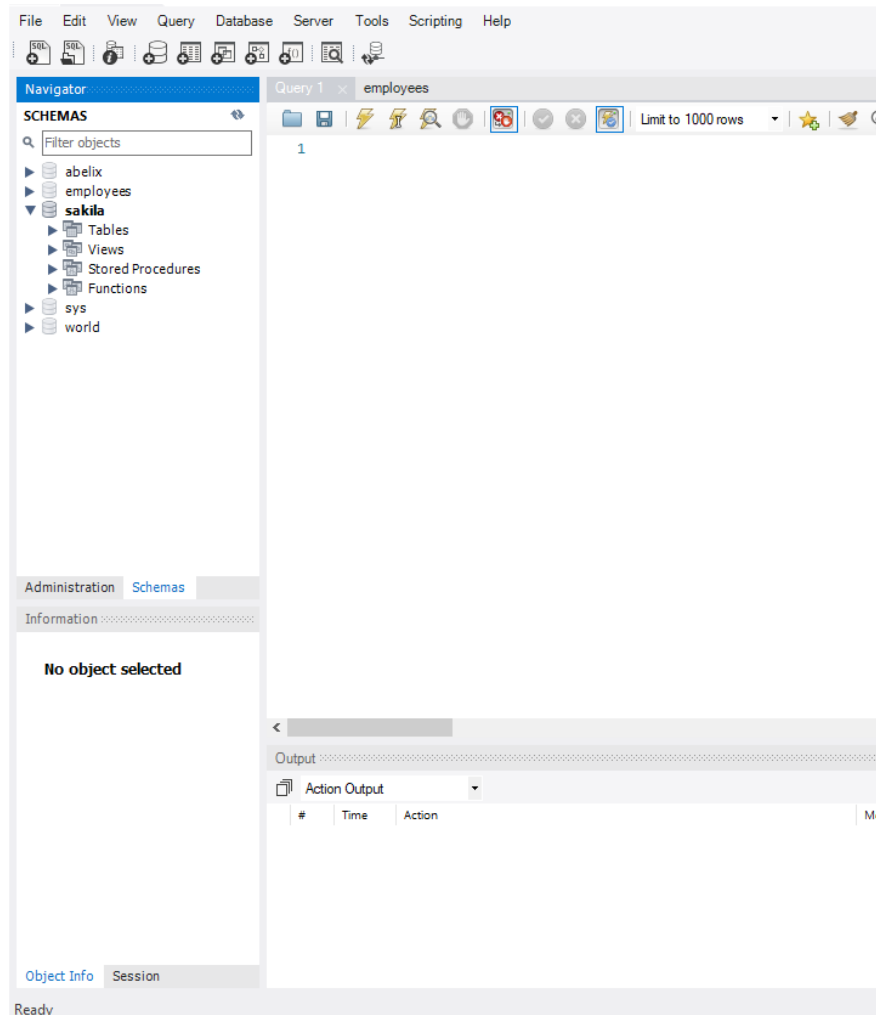 File Edit View Query Database Server Tools Scripting Help
SQL SQL
Navigator
SCHEMAS
Filter objects
abelix
employees
sakila
Tables
Views
Stored Procedures
Functions
sys
world
Administration Schemas
Information
No object selected
Object Info Session
Query 1 employees
Limit to 1000 rows
1
Output
Action Output
# Time Action
Ready